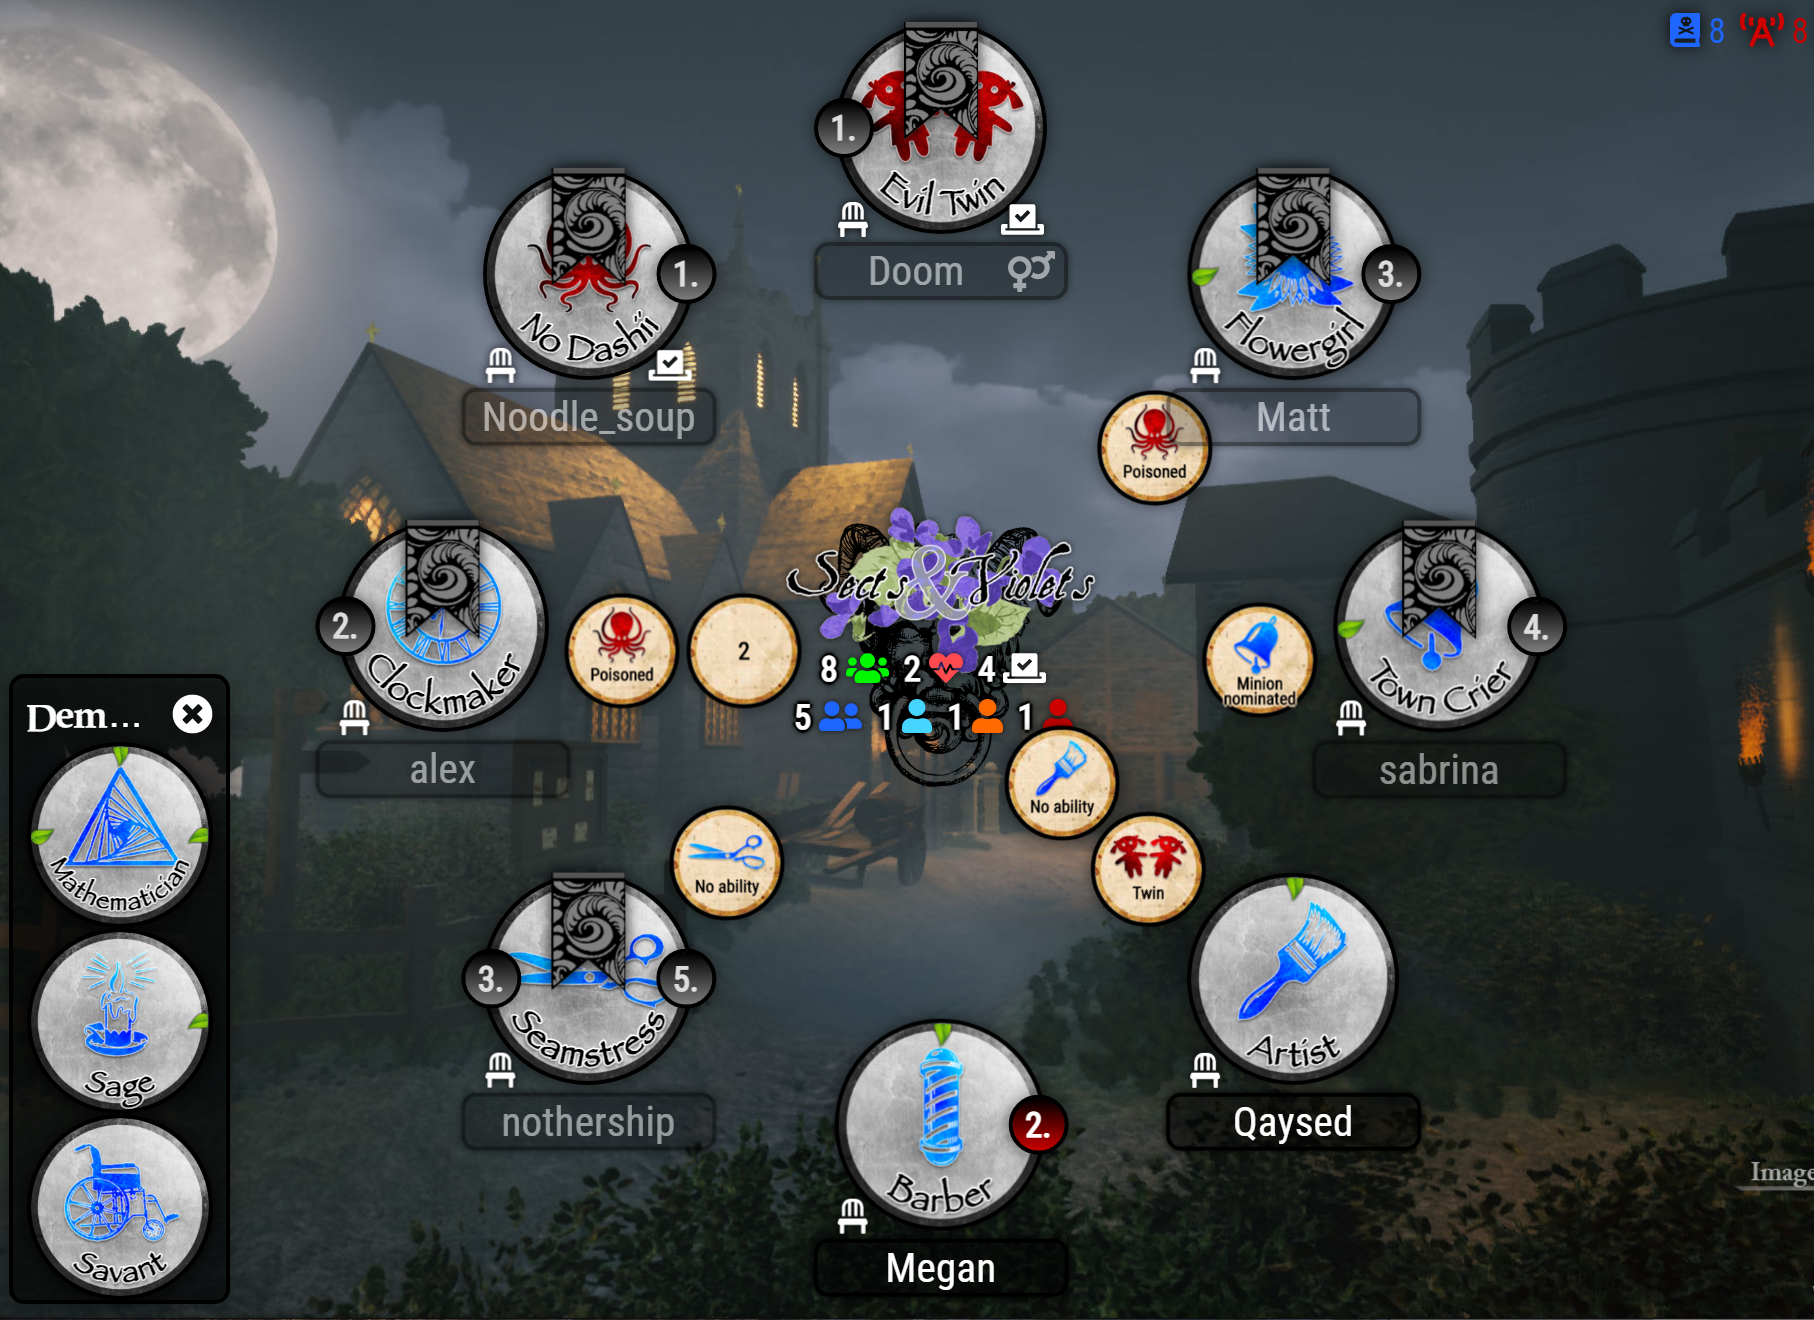 8 8
1.
Evil Twin
Doom
1.
No Dashii
Noodle_soup
3.
Flowergirl
Matt
Poisoned
Sects & Violets
2.
Clockmaker
alex
Poisoned
2
8 2 4
5 1 1 1
Minion
nominated
4.
Town Crier
sabrina
Dem...
Mathematician
Sage
Savant
No ability
No ability
Twin
3.
5.
Seamstress
nothership
2.
Barber
Megan
Artist
Qaysed
Image